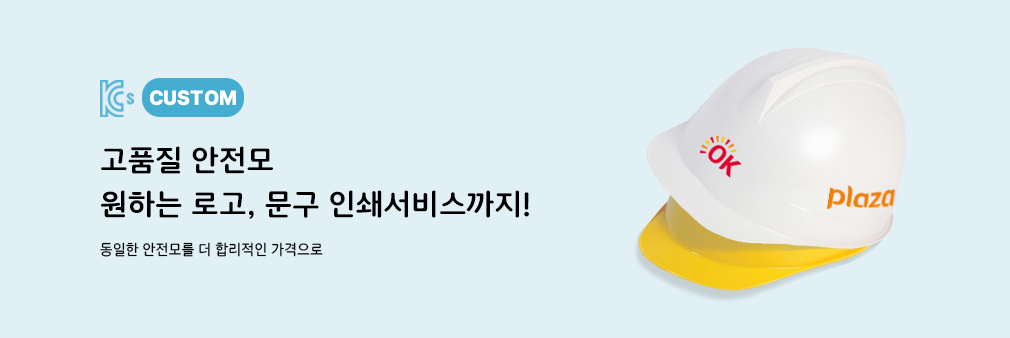 KCs CUSTOM
고품질 안전모
원하는 로고, 문구 인쇄서비스까지!
동일한 안전모를 더 합리적인 가격으로
OK
plaza